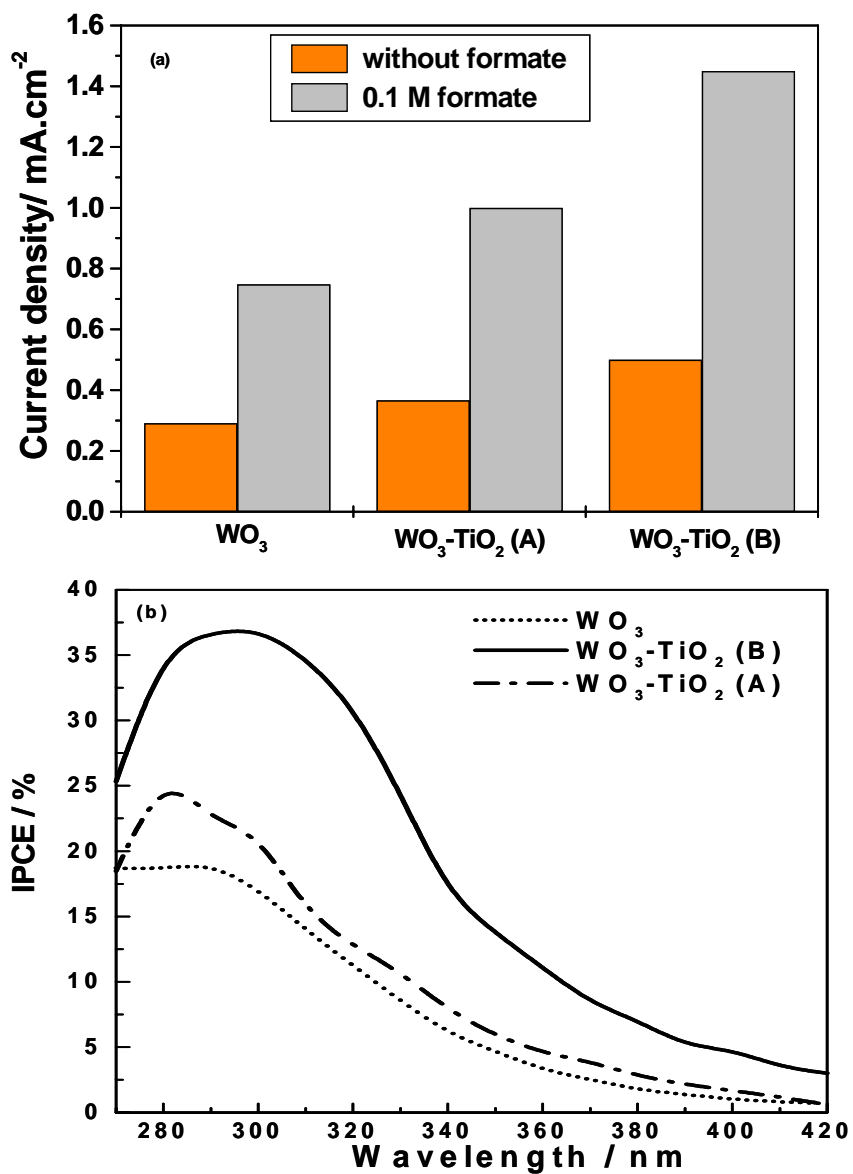 (a)
without formate
0.1 M formate
Current density/ mA.cm⁻²
1.6
1.4
1.2
1.0
0.8
0.6
0.4
0.2
0.0
WO₃
WO₃-TiO₂ (A)
WO₃-TiO₂ (B)
(b)
WO₃
WO₃-TiO₂ (B)
WO₃-TiO₂ (A)
IPCE / %
40
35
30
25
20
15
10
5
0
280 300 320 340 360 380 400 420
Wavelength / nm